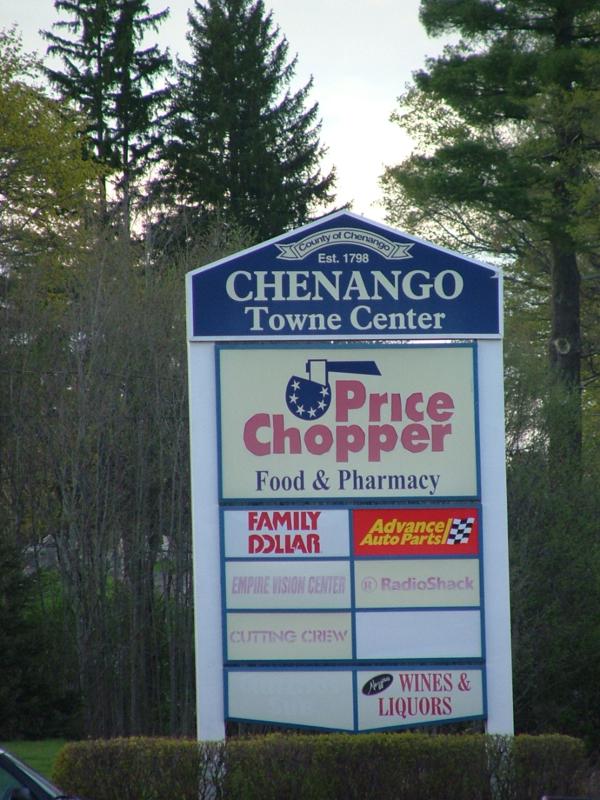 County of Chenango
Est. 1798
CHENANGO
Towne Center
Price
Chopper
Food & Pharmacy
FAMILY
DOLLAR
Advance
Auto Parts
EMPIRE VISION CENTER
RadioShack
CUTTING CREW
WINES &
LIQUORS